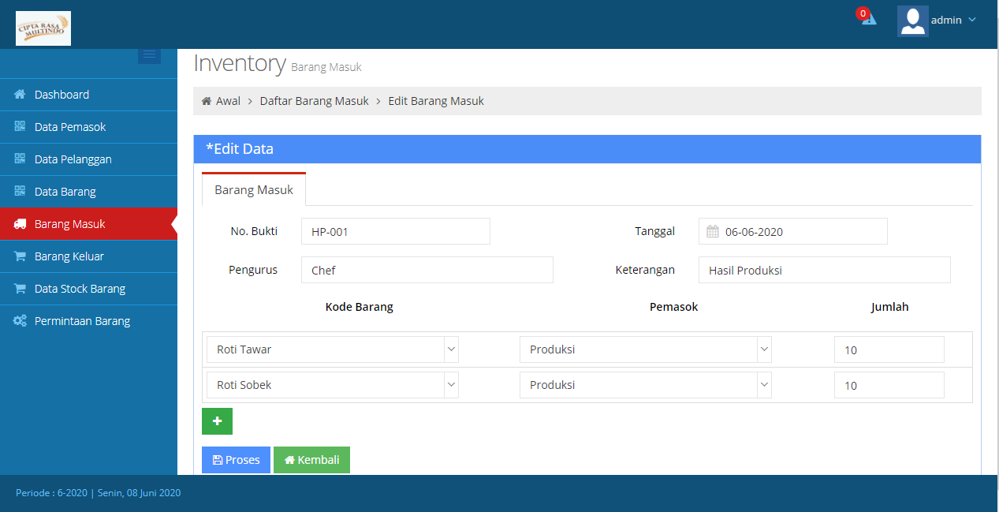 CIPTA RASA
MULTINDO
0
admin
Inventory Barang Masuk
Awal > Daftar Barang Masuk > Edit Barang Masuk
Dashboard
Data Pemasok
Data Pelanggan
Data Barang
Barang Masuk
Barang Keluar
Data Stock Barang
Permintaan Barang
*Edit Data
Barang Masuk
No. Bukti HP-001 Tanggal 06-06-2020
Pengurus Chef Keterangan Hasil Produksi
Kode Barang Pemasok Jumlah
Roti Tawar Produksi 10
Roti Sobek Produksi 10
+
Proses Kembali
Periode : 6-2020 | Senin, 08 Juni 2020